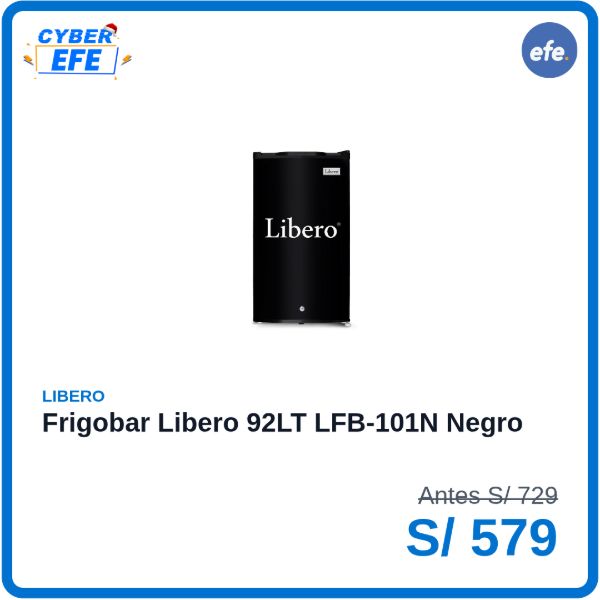 CYBER
EFE
efe.
Libero
Libero
LIBERO
Frigobar Libero 92LT LFB-101N Negro
Antes S/ 729
S/ 579